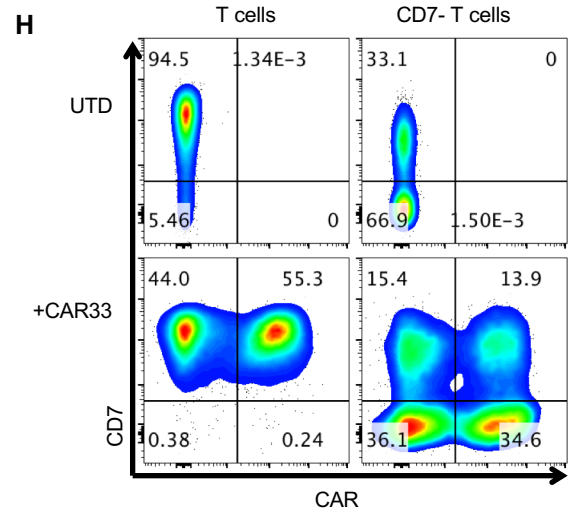 H
T cells CD7- T cells
UTD
94.5 1.34E-3 33.1 0
5.46 0 66.9 1.50E-3
+CAR33
44.0 55.3 15.4 13.9
0.38 0.24 36.1 34.6
CD7
CAR